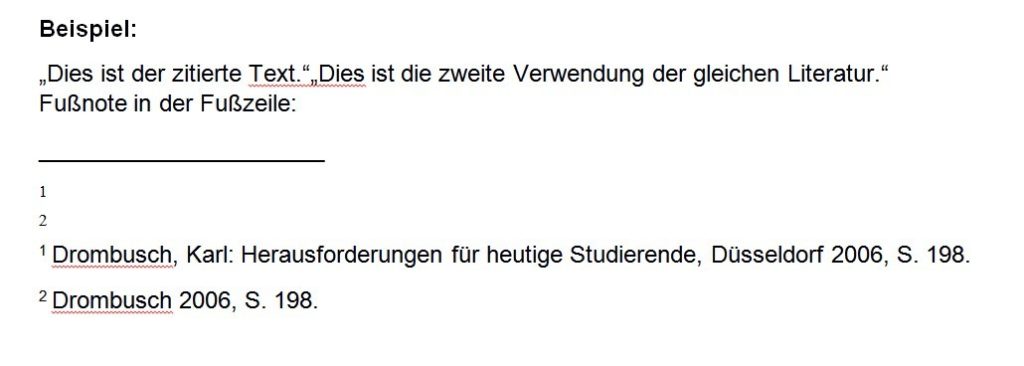 Beispiel:
„Dies ist der zitierte Text.“„Dies ist die zweite Verwendung der gleichen Literatur.“
Fußnote in der Fußzeile:
1
2
¹ Drombusch, Karl: Herausforderungen für heutige Studierende, Düsseldorf 2006, S. 198.
² Drombusch 2006, S. 198.